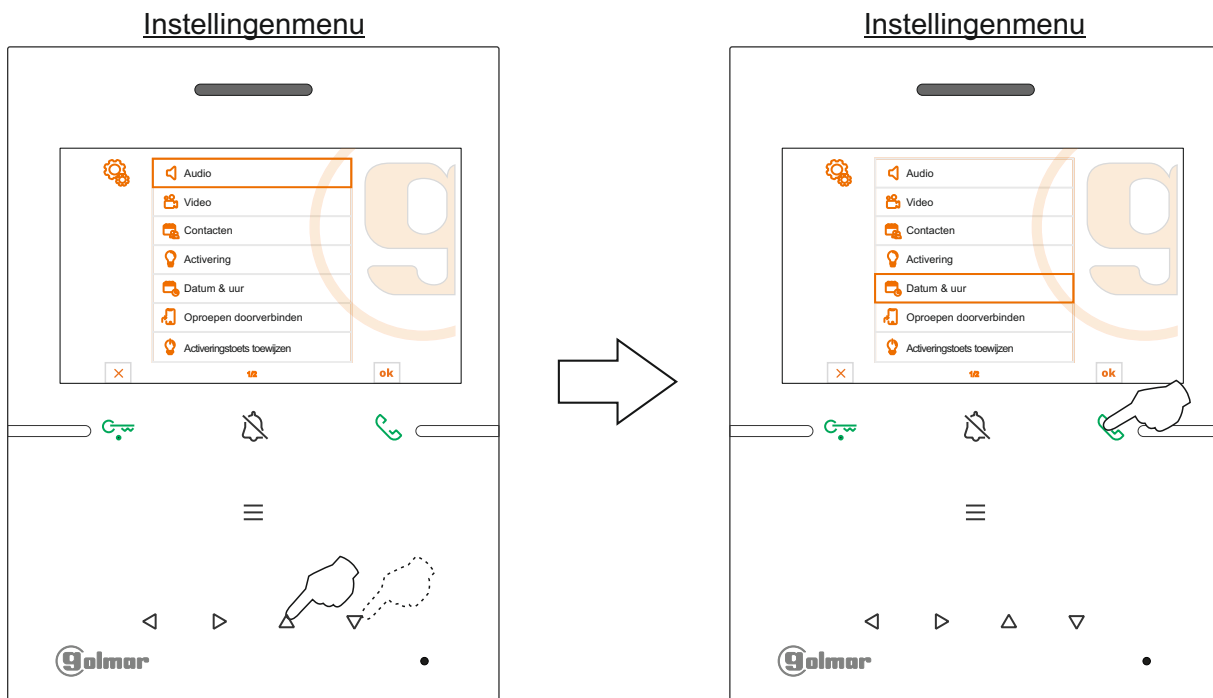 Instellingenmenu
Audio
Video
Contacten
Activering
Datum & uur
Oproepen doorverbinden
Activeringstoets toewijzen
1/2
ok
golmar
Instellingenmenu
Audio
Video
Contacten
Activering
Datum & uur
Oproepen doorverbinden
Activeringstoets toewijzen
1/2
ok
golmar